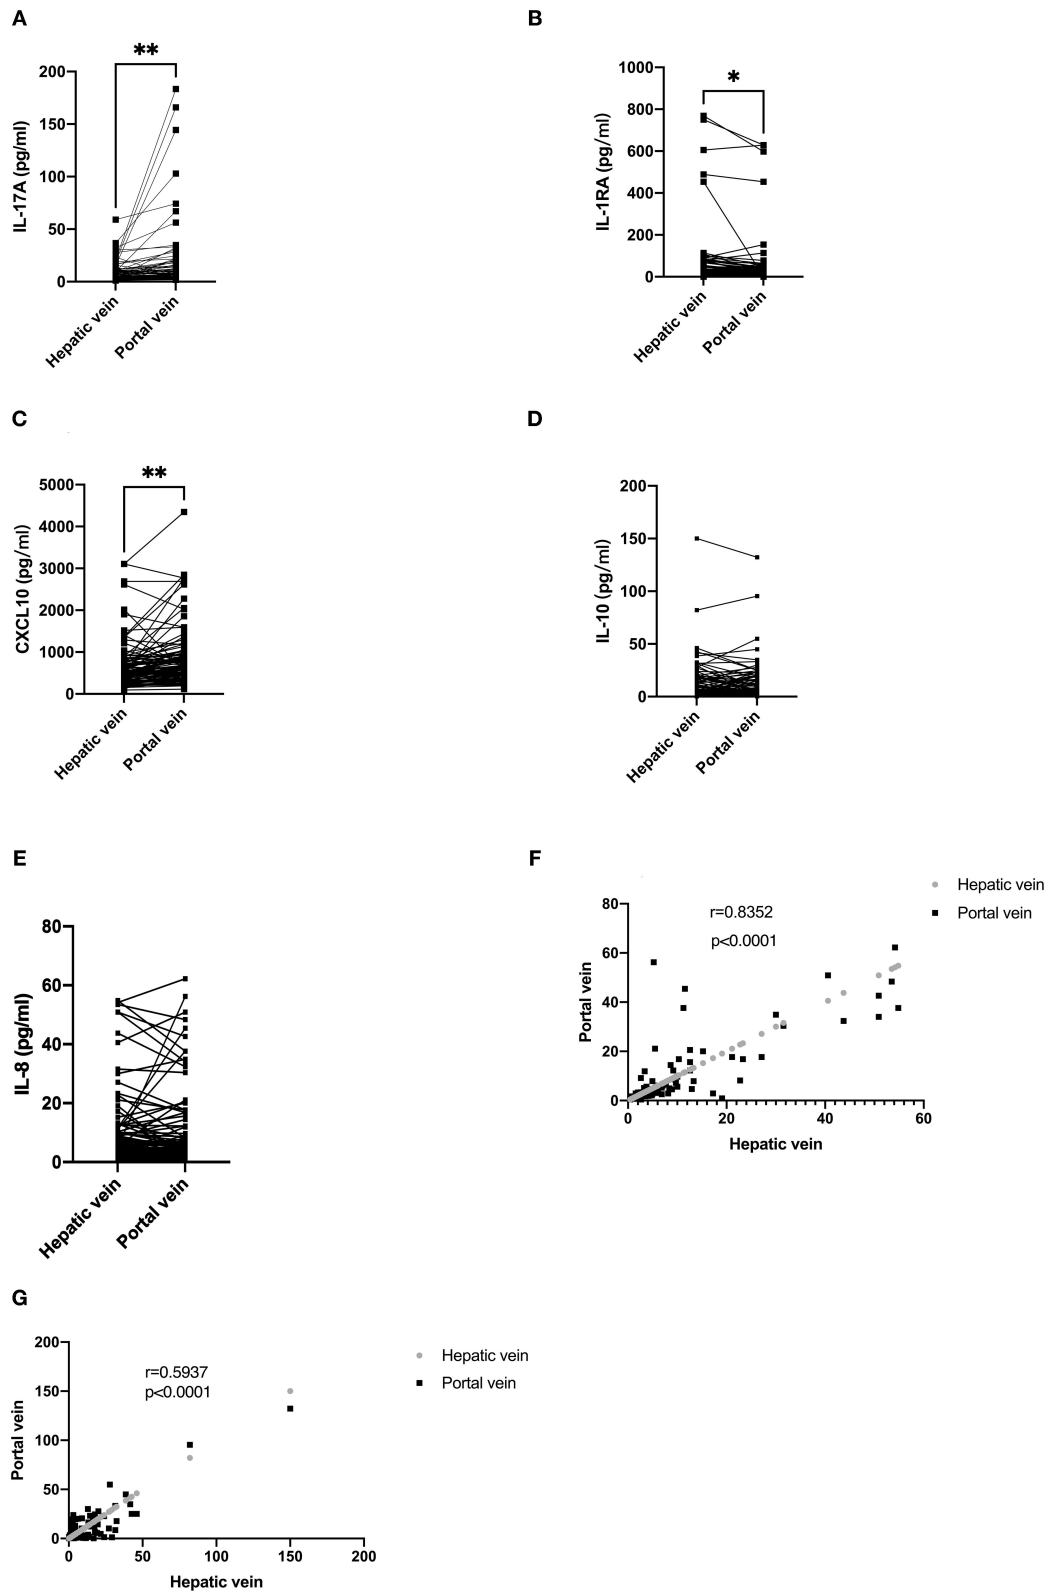 A
**
IL-17A (pg/ml)
200
150
100
50
0
Hepatic vein
Portal vein
B
*
IL-1RA (pg/ml)
1000
800
600
400
200
0
Hepatic vein
Portal vein
C
**
CXCL10 (pg/ml)
5000
4000
3000
2000
1000
0
Hepatic vein
Portal vein
D
IL-10 (pg/ml)
200
150
100
50
0
Hepatic vein
Portal vein
E
IL-8 (pg/ml)
80
60
40
20
0
Hepatic vein
Portal vein
F
Hepatic vein
Portal vein
r=0.8352
p<0.0001
Portal vein
80
60
40
20
0
0 20 40 60
Hepatic vein
G
Hepatic vein
Portal vein
r=0.5937
p<0.0001
Portal vein
200
150
100
50
0
0 50 100 150 200
Hepatic vein